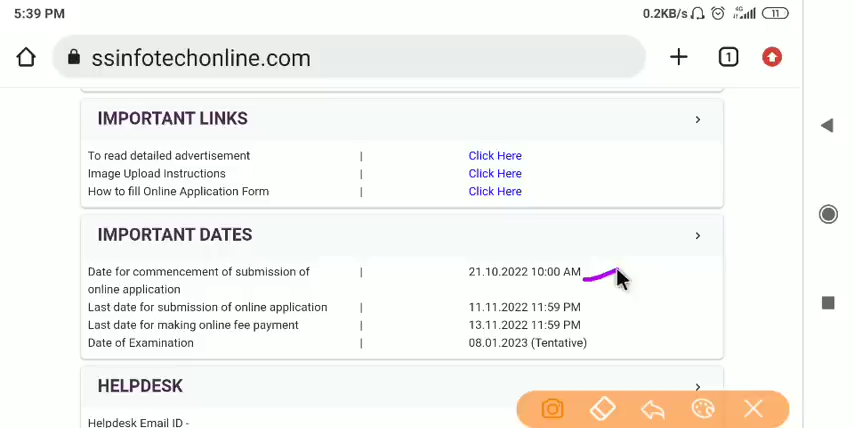 5:39 PM
0.2KB/s 4G 11
ssinfotechonline.com 1
IMPORTANT LINKS
To read detailed advertisement | Click Here
Image Upload Instructions | Click Here
How to fill Online Application Form | Click Here
IMPORTANT DATES
Date for commencement of submission of | 21.10.2022 10:00 AM
online application
Last date for submission of online application | 11.11.2022 11:59 PM
Last date for making online fee payment | 13.11.2022 11:59 PM
Date of Examination | 08.01.2023 (Tentative)
HELPDESK
Helpdesk Email ID -